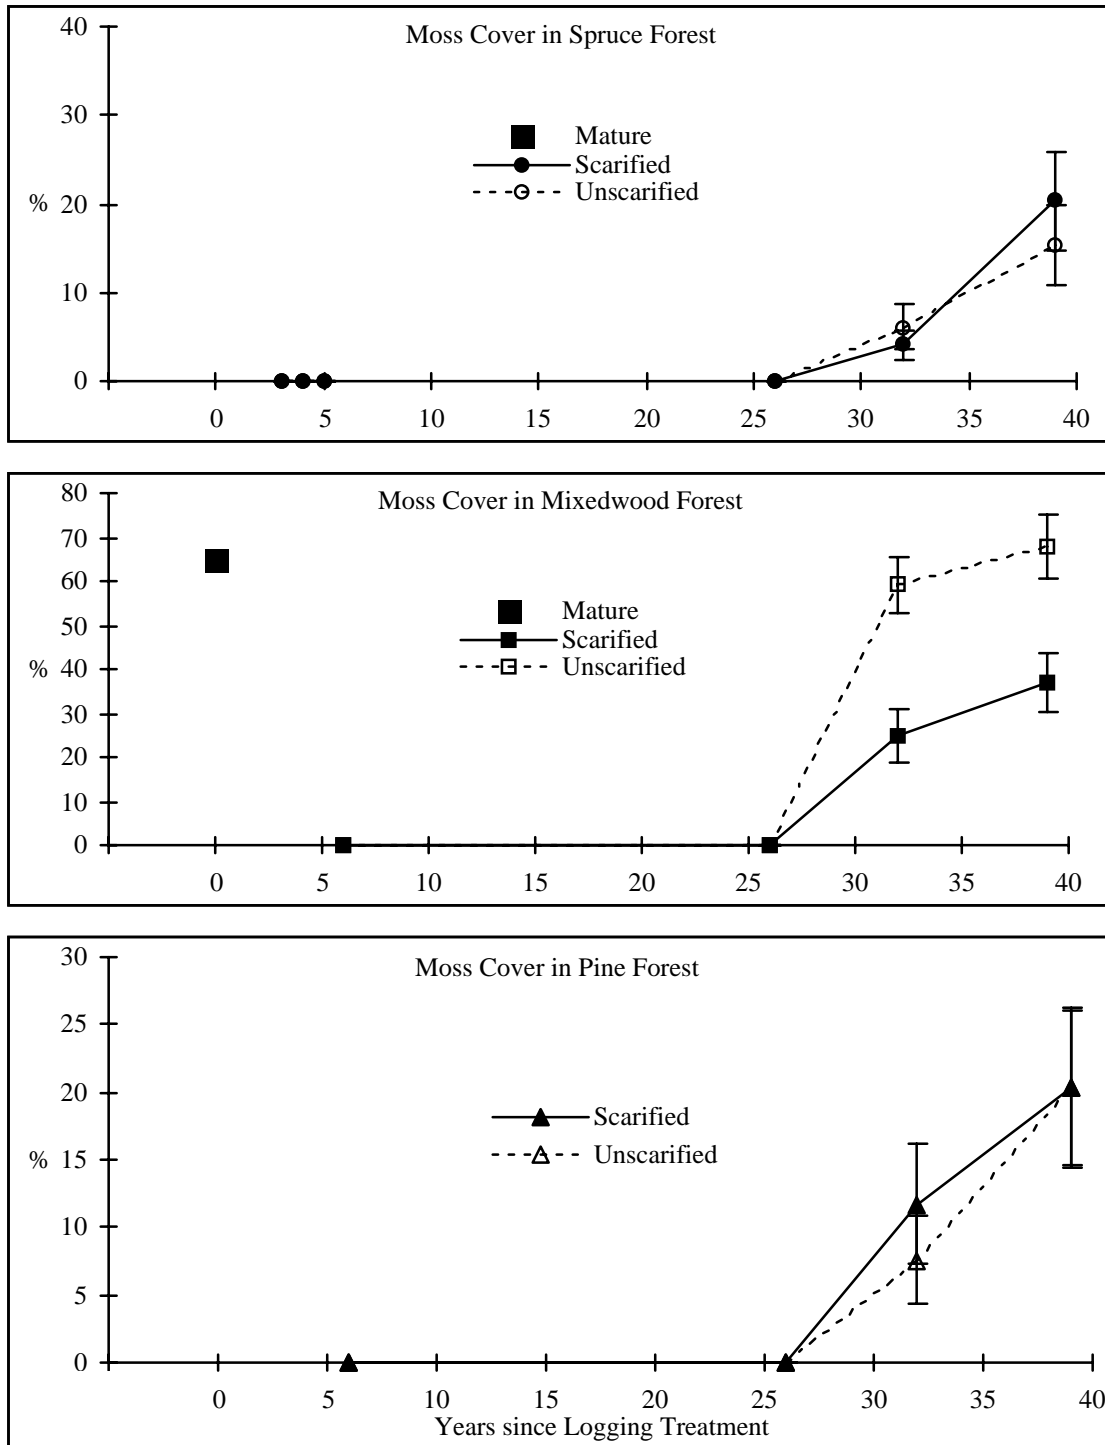 Moss Cover in Spruce Forest
40
30
20
10
0
%
Mature
Scarified
Unscarified
0 5 10 15 20 25 30 35 40
Moss Cover in Mixedwood Forest
80
70
60
50
40
30
20
10
0
%
Mature
Scarified
Unscarified
0 5 10 15 20 25 30 35 40
Moss Cover in Pine Forest
30
25
20
15
10
5
0
%
Scarified
Unscarified
0 5 10 15 20 25 30 35 40
Years since Logging Treatment